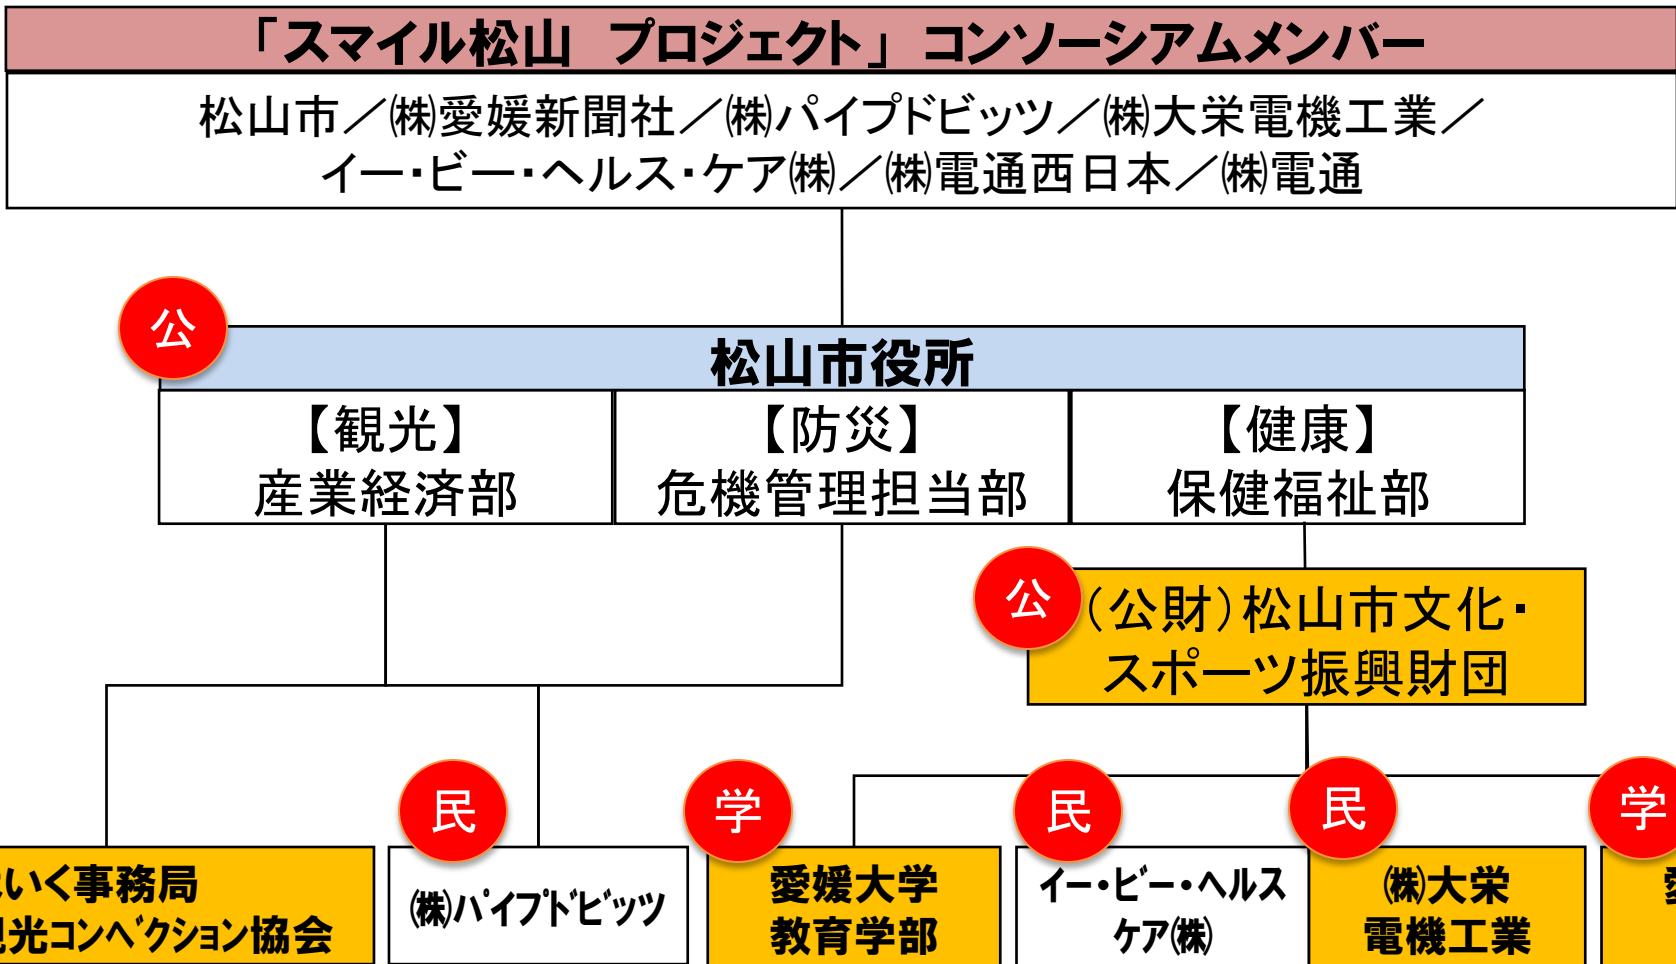 「スマイル松山　プロジェクト」コンソーシアムメンバー
松山市／㈱愛媛新聞社／㈱パイプドビッツ／㈱大栄電機工業／
イー・ビー・ヘルス・ケア㈱／㈱電通西日本／㈱電通
公
松山市役所
【観光】
産業経済部
【防災】
危機管理担当部
【健康】
保健福祉部
公
（公財）松山市文化・
スポーツ振興財団
民
学
民
民
学
いく事務局
光コンベクション協会
㈱パイプドビッツ
愛媛大学
教育学部
イー・ビー・ヘルス
ケア㈱
㈱大栄
電機工業